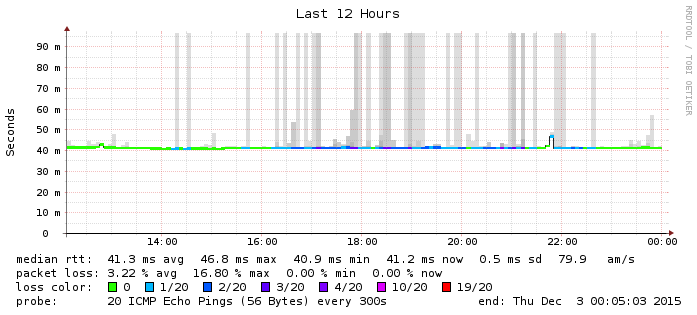 Last 12 Hours
RRDTOOL / TOBI OETIKER
Seconds
90 m
80 m
70 m
60 m
50 m
40 m
30 m
20 m
10 m
0
14:00 16:00 18:00 20:00 22:00 00:00
median rtt: 41.3 ms avg 46.8 ms max 40.9 ms min 41.2 ms now 0.5 ms sd 79.9 am/s
packet loss: 3.22 % avg 16.80 % max 0.00 % min 0.00 % now
loss color: 0 1/20 2/20 3/20 4/20 10/20 19/20
probe: 20 ICMP Echo Pings (56 Bytes) every 300s end: Thu Dec 3 00:05:03 2015